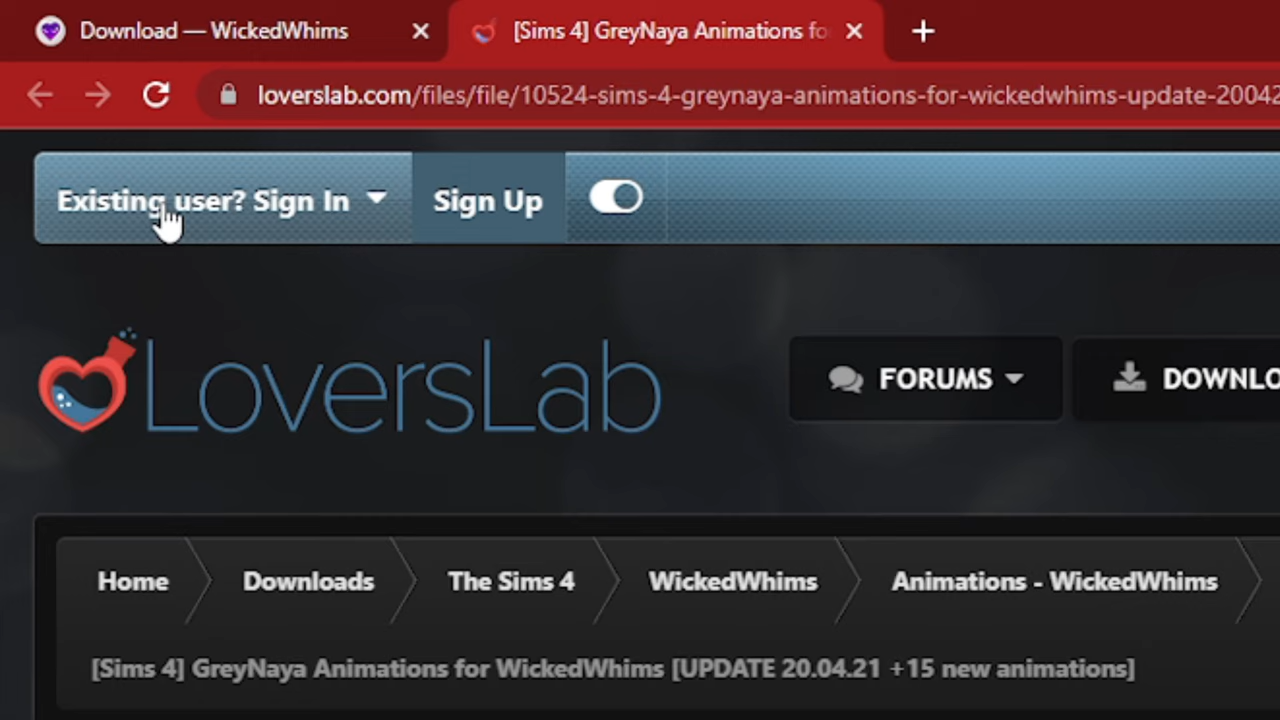 Download — WickedWhims
[Sims 4] GreyNaya Animations fo
loverslab.com/files/file/10524-sims-4-greynaya-animations-for-wickedwhims-update-20042
Existing user? Sign In
Sign Up
LoversLab
FORUMS
DOWNLO
Home
Downloads
The Sims 4
WickedWhims
Animations - WickedWhims
[Sims 4] GreyNaya Animations for WickedWhims [UPDATE 20.04.21 +15 new animations]